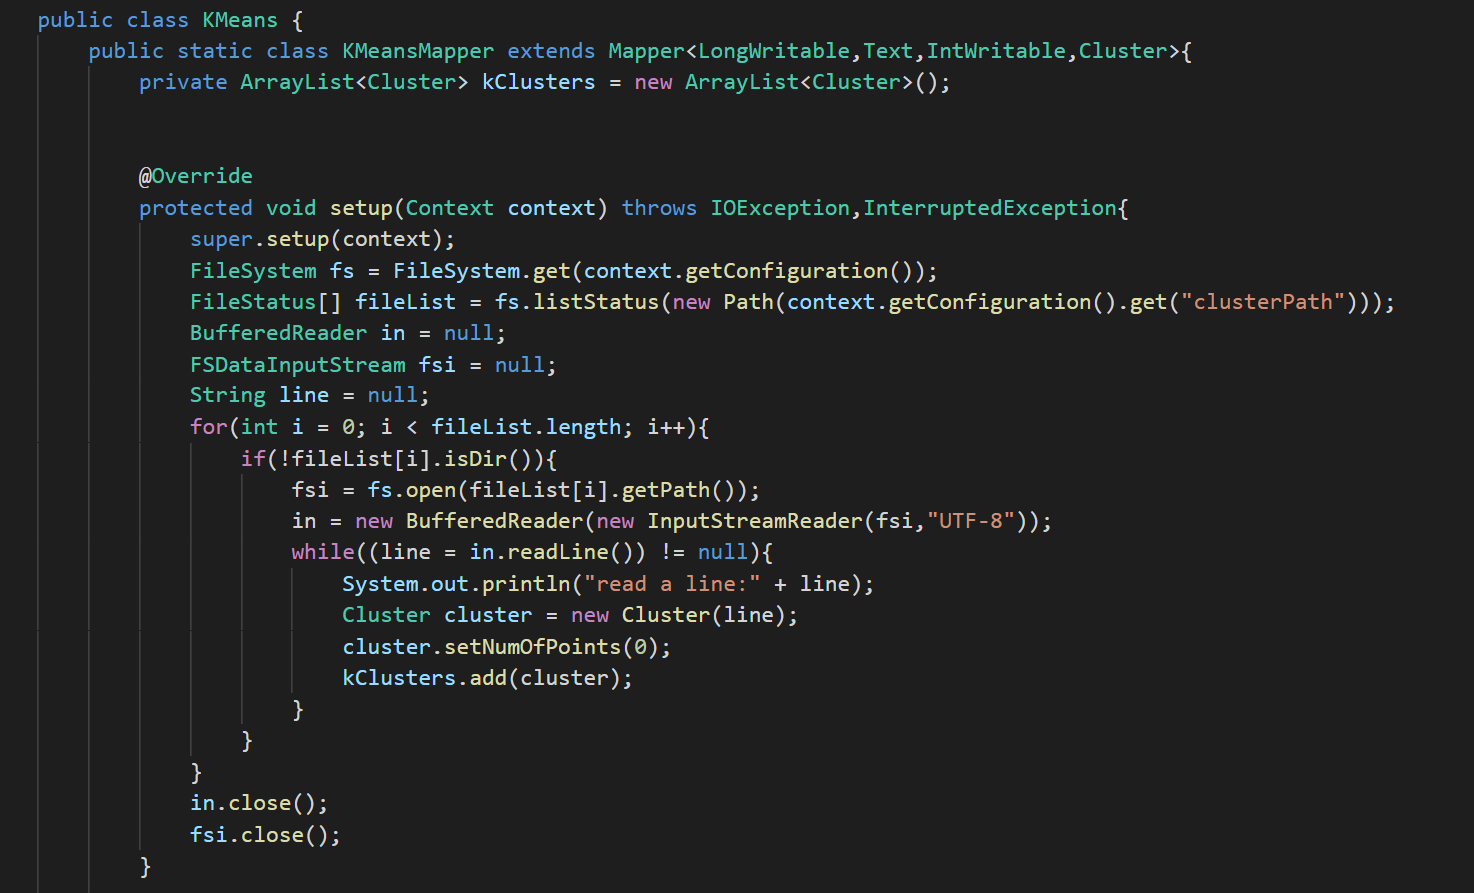 public class KMeans {
public static class KMeansMapper extends Mapper<LongWritable,Text,IntWritable,Cluster>{
private ArrayList<Cluster> kClusters = new ArrayList<Cluster>();
@Override
protected void setup(Context context) throws IOException,InterruptedException{
super.setup(context);
FileSystem fs = FileSystem.get(context.getConfiguration());
FileStatus[] fileList = fs.listStatus(new Path(context.getConfiguration().get("clusterPath")));
BufferedReader in = null;
FSDataInputStream fsi = null;
String line = null;
for(int i = 0; i < fileList.length; i++){
if(!fileList[i].isDir()){
fsi = fs.open(fileList[i].getPath());
in = new BufferedReader(new InputStreamReader(fsi,"UTF-8"));
while((line = in.readLine()) != null){
System.out.println("read a line:" + line);
Cluster cluster = new Cluster(line);
cluster.setNumOfPoints(0);
kClusters.add(cluster);
}
}
}
in.close();
fsi.close();
}